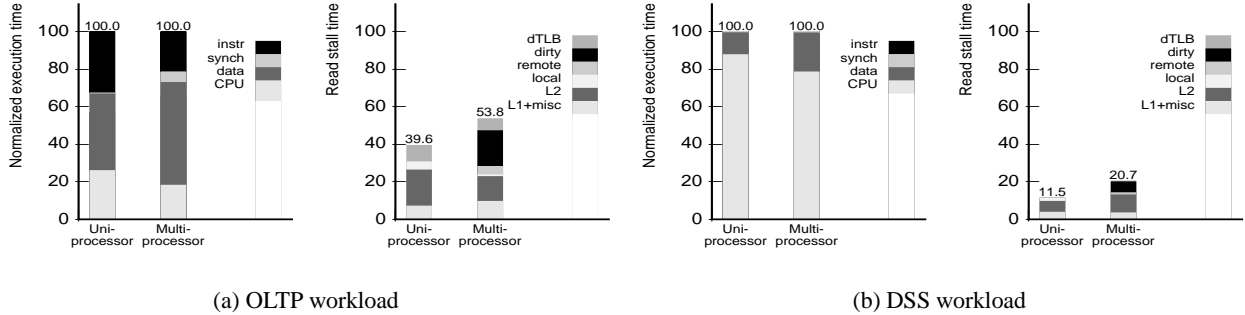 Normalized execution time
100
80
60
40
20
0
100.0
100.0
Uni-
processor
Multi-
processor
instr
synch
data
CPU
Read stall time
100
80
60
40
20
0
39.6
53.8
Uni-
processor
Multi-
processor
dTLB
dirty
remote
local
L2
L1+misc
(a) OLTP workload
Normalized execution time
100
80
60
40
20
0
100.0
100.0
Uni-
processor
Multi-
processor
instr
synch
data
CPU
Read stall time
100
80
60
40
20
0
11.5
20.7
Uni-
processor
Multi-
processor
dTLB
dirty
remote
local
L2
L1+misc
(b) DSS workload